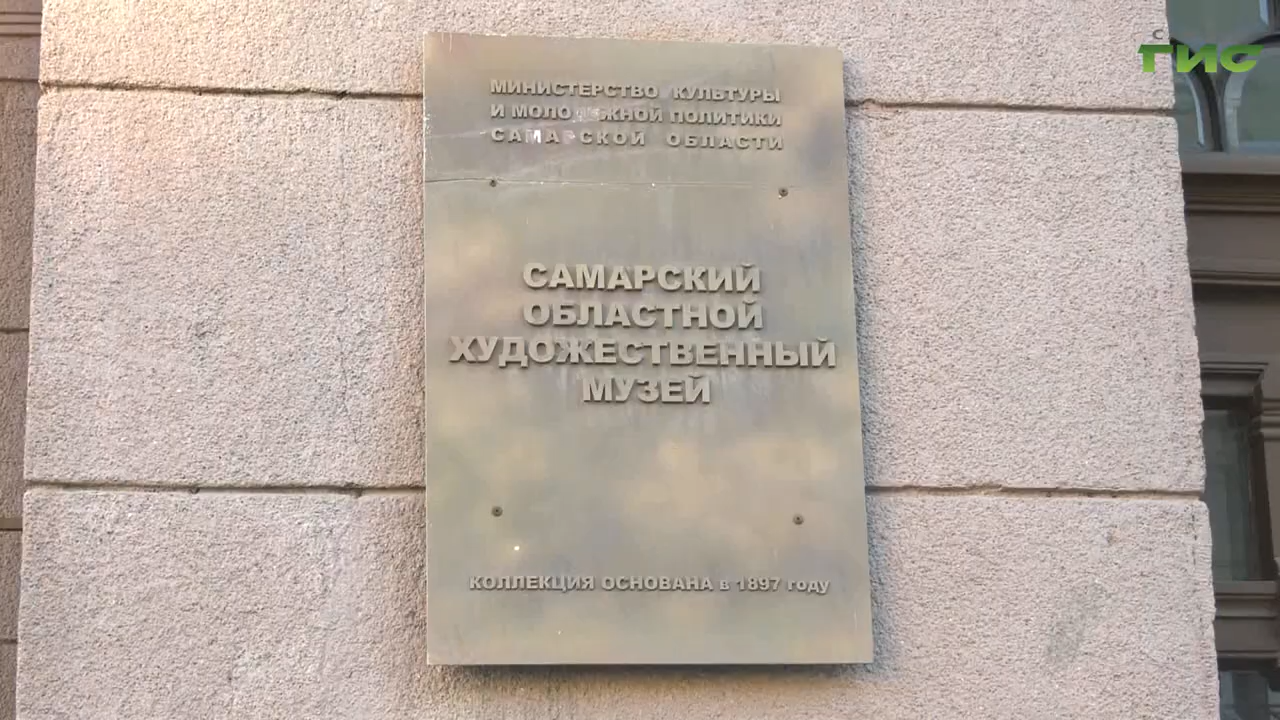 МИНИСТЕРСТВО КУЛЬТУРЫ
И МОЛОДЕЖНОЙ ПОЛИТИКИ
САМАРСКОЙ ОБЛАСТИ
САМАРСКИЙ
ОБЛАСТНОЙ
ХУДОЖЕСТВЕННЫЙ
МУЗЕЙ
КОЛЛЕКЦИЯ ОСНОВАНА в 1897 году
ГИС